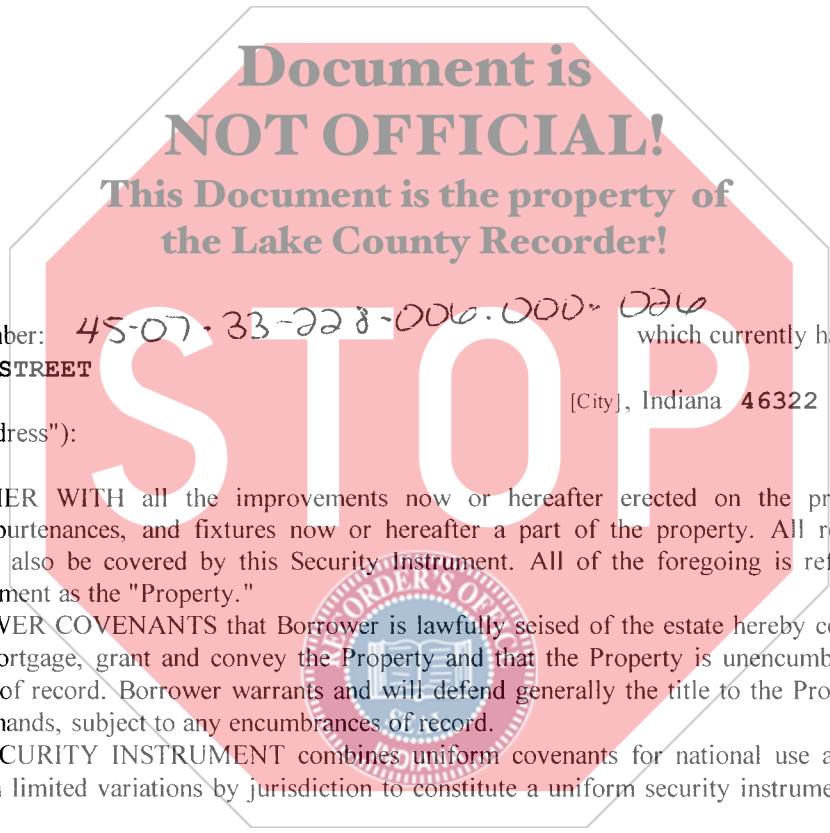 Document is
NOT OFFICIAL!
This Document is the property of
the Lake County Recorder!
STOP
ber: 45-07-33-228-006.000-026 which currently ha
STREET
[City], Indiana 46322
dress"):
ER WITH all the improvements now or hereafter erected on the pr
purtenances, and fixtures now or hereafter a part of the property. All r
also be covered by this Security Instrument. All of the foregoing is ref
ment as the "Property."
WER COVENANTS that Borrower is lawfully seised of the estate hereby co
ortgage, grant and convey the Property and that the Property is unencumb
of record. Borrower warrants and will defend generally the title to the Pro
ands, subject to any encumbrances of record.
CURITY INSTRUMENT combines uniform covenants for national use a
limited variations by jurisdiction to constitute a uniform security instrume
RECORDER'S OFFICE
SEAL